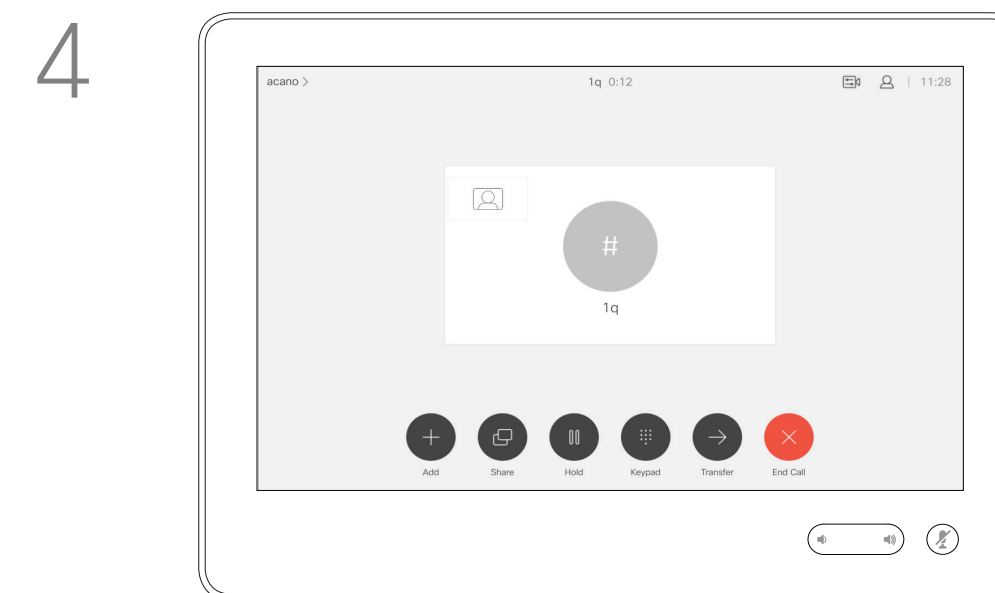 4
acano >
1q 0:12
11:28
#
1q
Add
Share
Hold
Keypad
Transfer
End Call